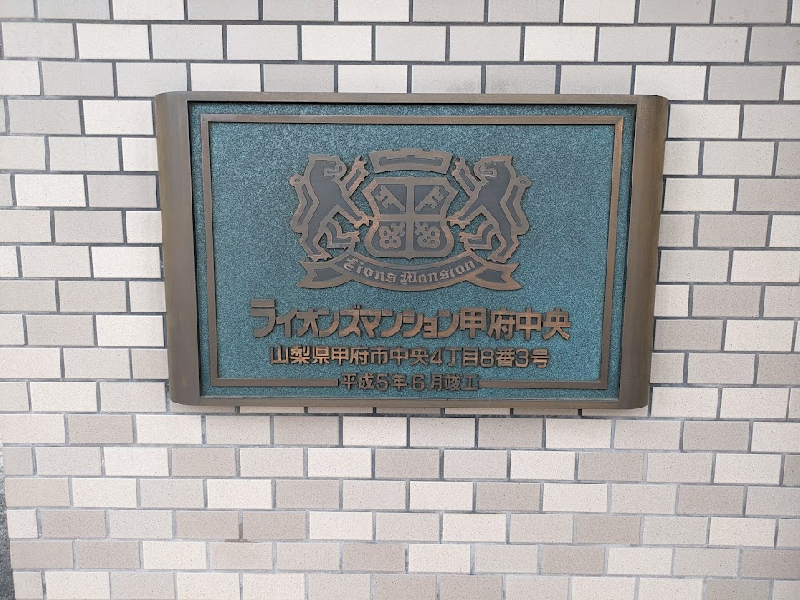 Lions Mansion
ライオンズマンション甲府中央
山梨県甲府市中央4丁目8番3号
平成5年6月竣工